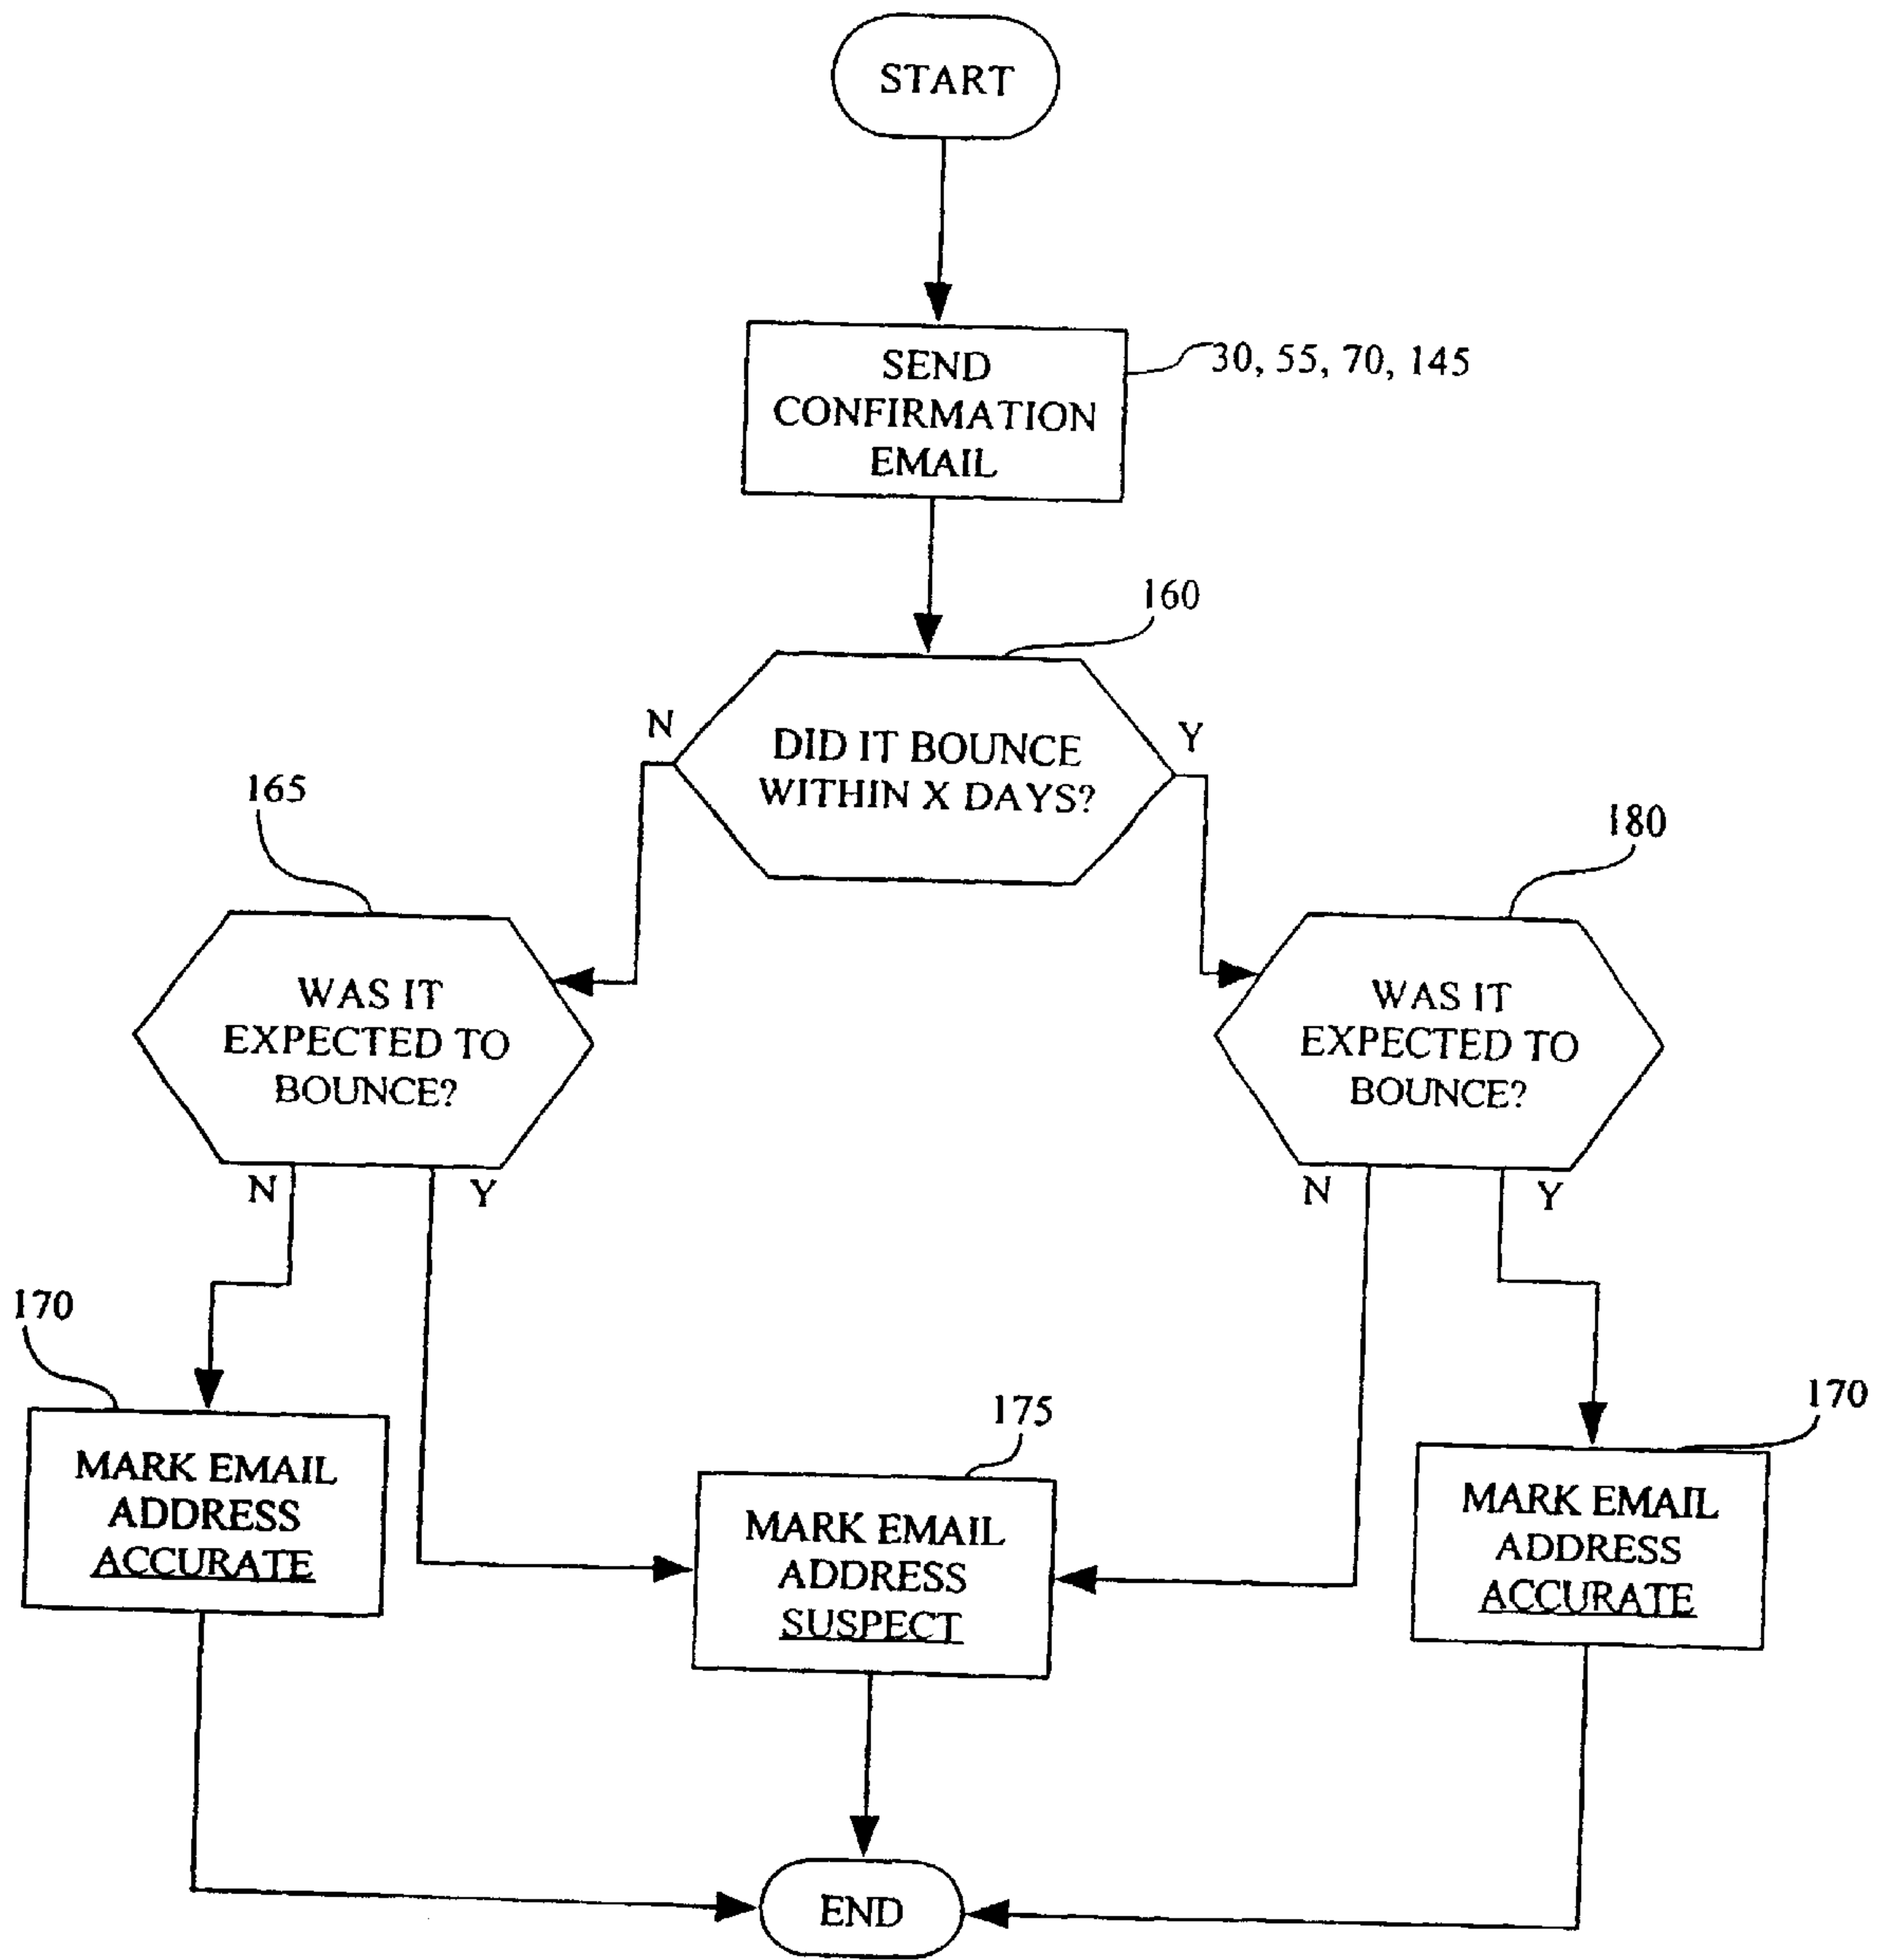 START
SEND
CONFIRMATION
EMAIL
30, 55, 70, 145
160
N
Y
DID IT BOUNCE
WITHIN X DAYS?
165
180
WAS IT
EXPECTED TO
BOUNCE?
WAS IT
EXPECTED TO
BOUNCE?
N
Y
N
Y
170
175
170
MARK EMAIL
ADDRESS
ACCURATE
MARK EMAIL
ADDRESS
SUSPECT
MARK EMAIL
ADDRESS
ACCURATE
END